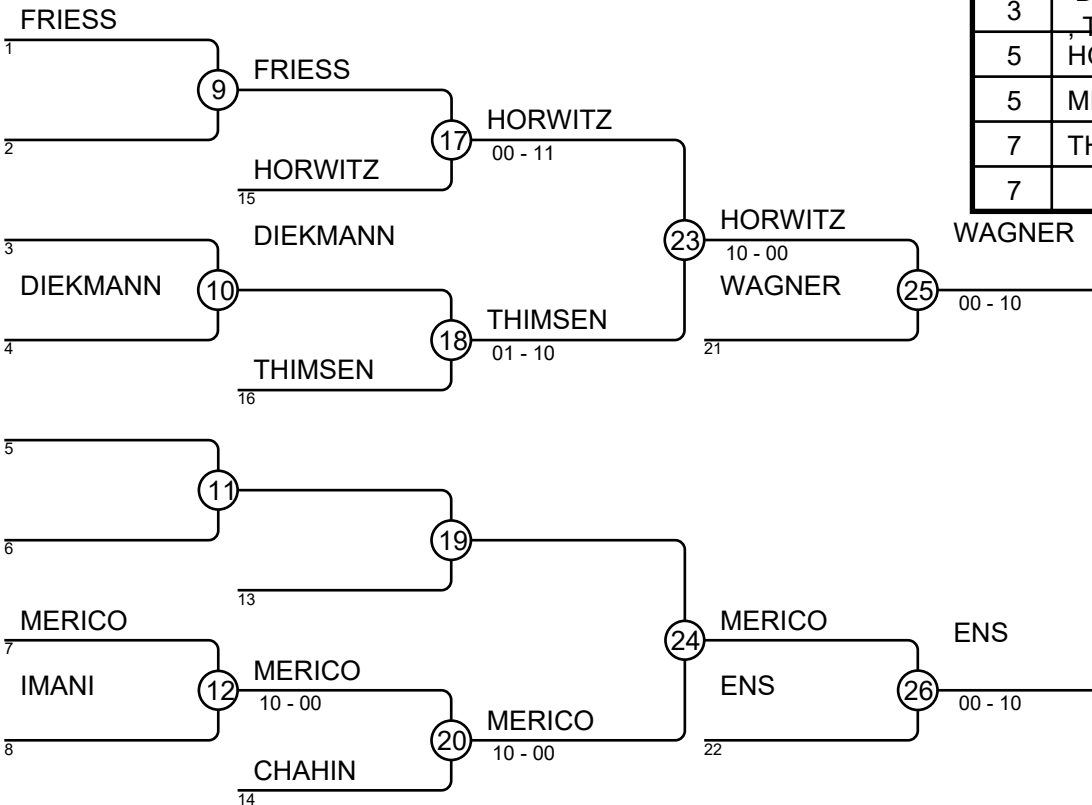 FRIESS
1
9
FRIESS
2
17
HORWITZ
00 - 11
HORWITZ
15
3
DIEKMANN
DIEKMANN
10
4
18
THIMSEN
01 - 10
THIMSEN
16
23
HORWITZ
10 - 00
WAGNER
21
25
WAGNER
00 - 10
5
11
6
19
13
MERICO
7
IMANI
12
MERICO
10 - 00
8
20
MERICO
10 - 00
CHAHIN
14
24
MERICO
ENS
22
26
ENS
00 - 10
3
5
5
7
7